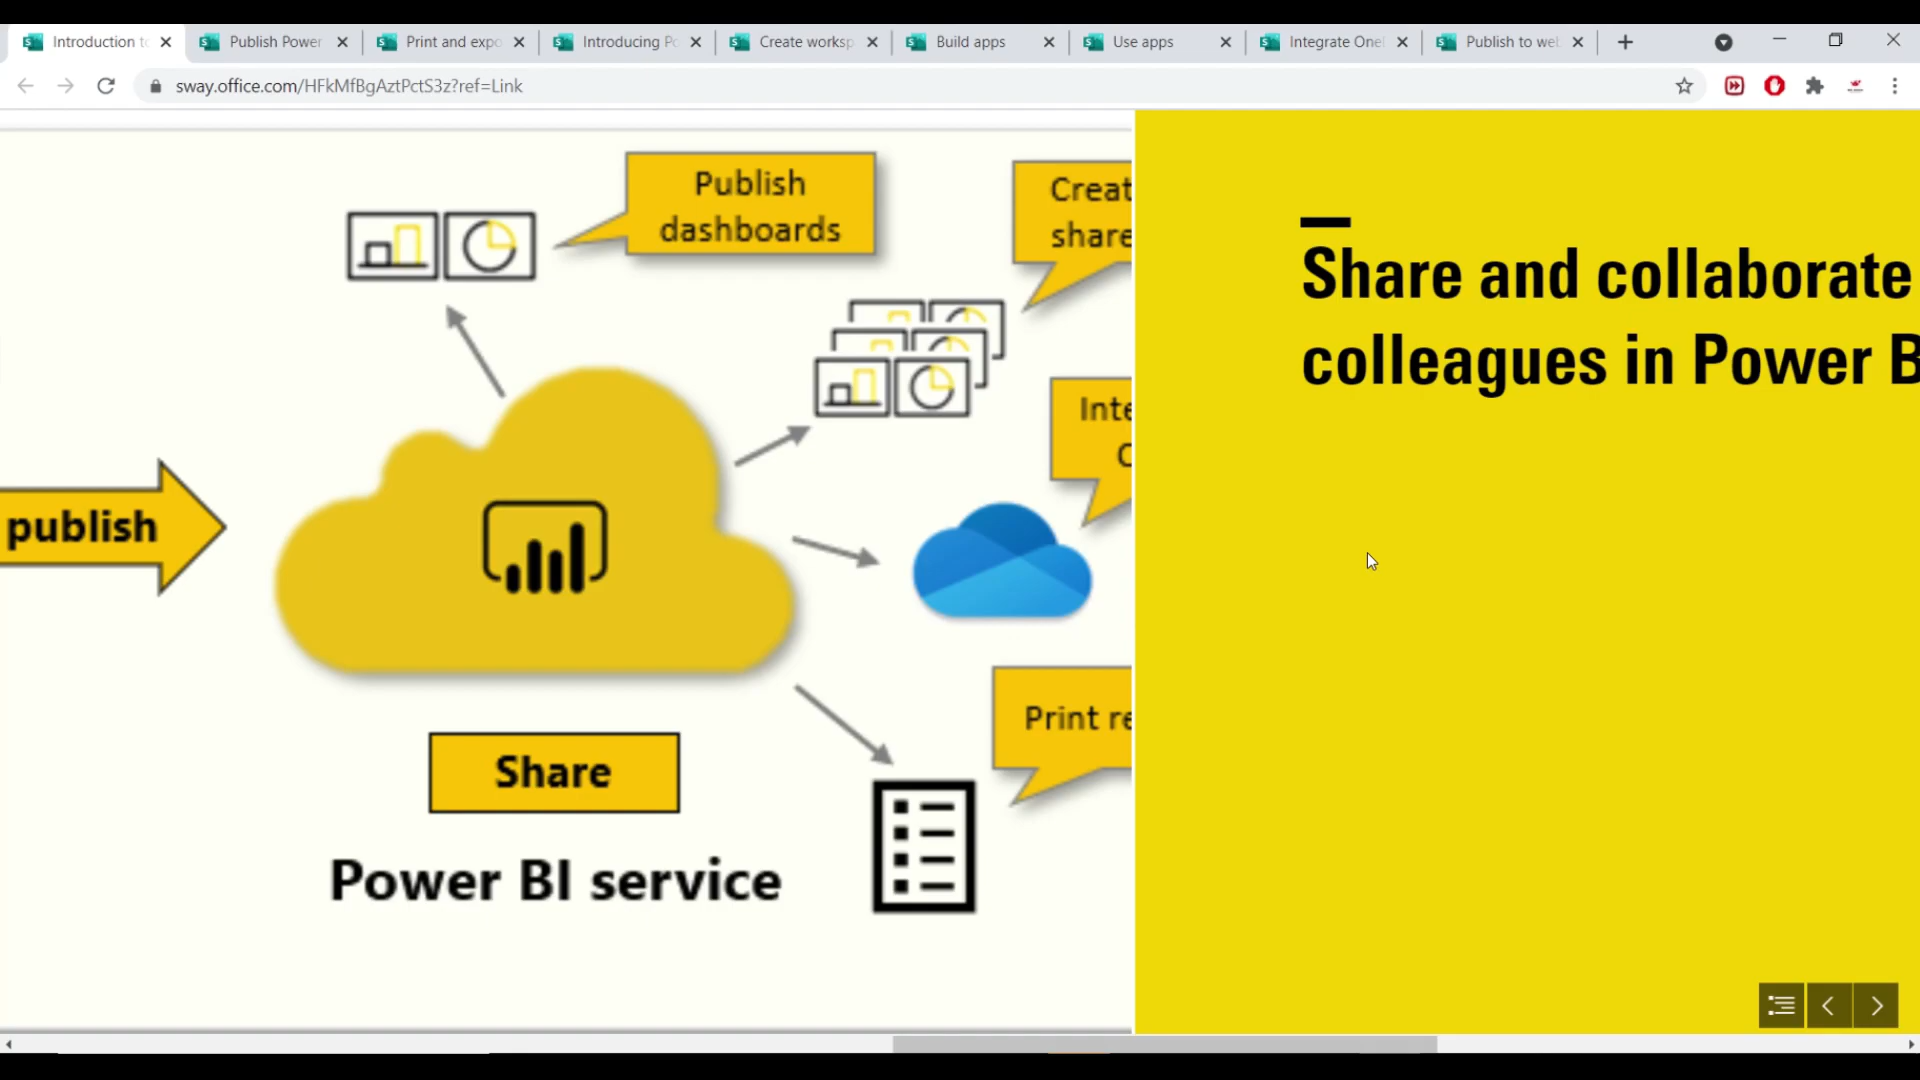 Introduction to
Publish Power
Print and expo
Introducing Po
Create worksp
Build apps
Use apps
Integrate One
Publish to we
sway.office.com/HFkMfBgAztPctS3z?ref=Link
Publish
dashboards
Creat
share
Inte
publish
Print re
Share
Power BI service
Share and collaborate
colleagues in Power B